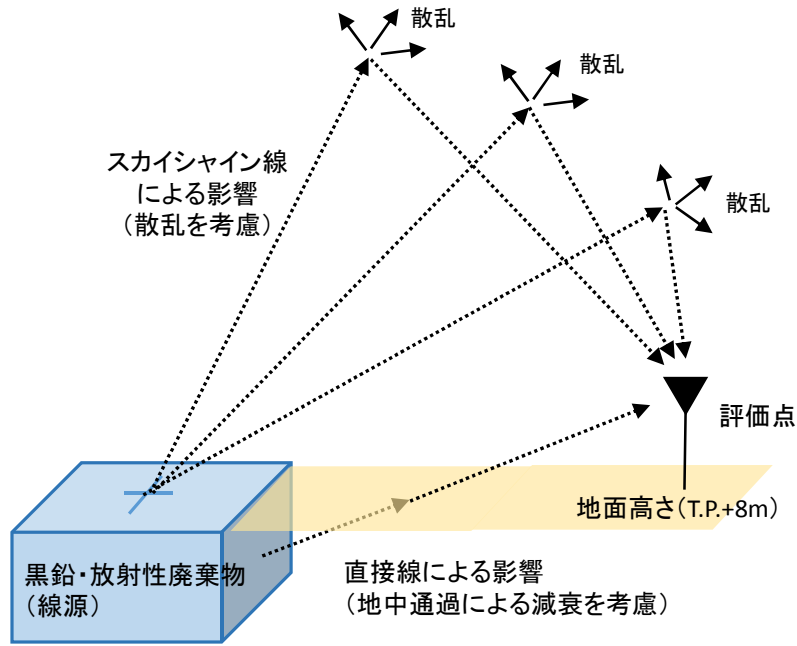 散乱
散乱
散乱
スカイシャイン線
による影響
（散乱を考慮）
評価点
地面高さ(T.P.+8m)
黒鉛・放射性廃棄物
（線源）
直接線による影響
（地中通過による減衰を考慮）